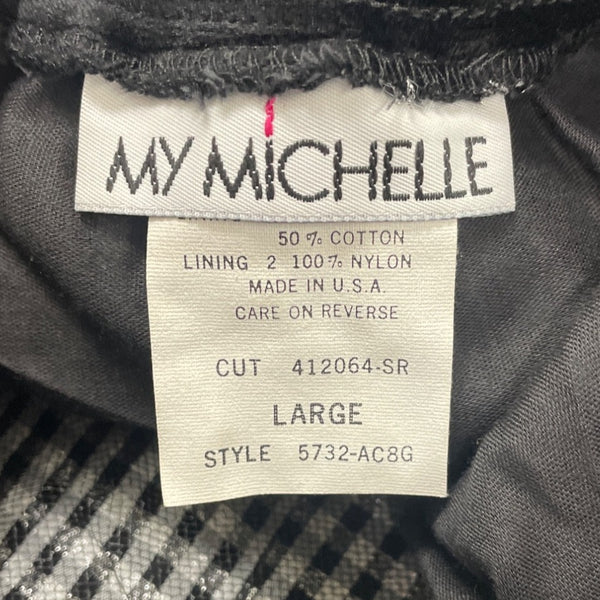 MY MICHELLE
50% COTTON
LINING 2 100% NYLON
MADE IN U.S.A.
CARE ON REVERSE
CUT 412064-SR
LARGE
STYLE 5732-AC8G